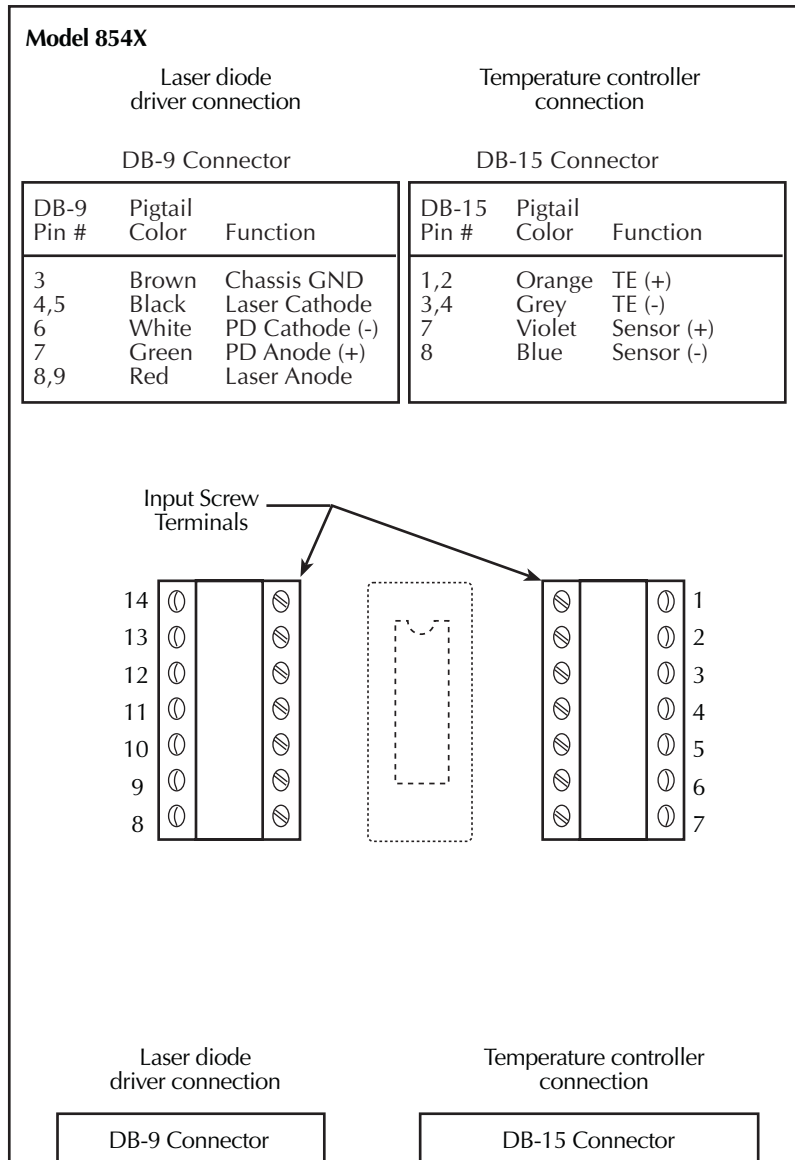 Model 854X
Laser diode
driver connection
Temperature controller
connection
DB-9 Connector
DB-15 Connector
DB-9 Pigtail
Pin # Color Function
3 Brown Chassis GND
4,5 Black Laser Cathode
6 White PD Cathode (-)
7 Green PD Anode (+)
8,9 Red Laser Anode
DB-15 Pigtail
Pin # Color Function
1,2 Orange TE (+)
3,4 Grey TE (-)
7 Violet Sensor (+)
8 Blue Sensor (-)
Input Screw
Terminals
14 1
13 2
12 3
11 4
10 5
9 6
8 7
Laser diode
driver connection
Temperature controller
connection
DB-9 Connector
DB-15 Connector